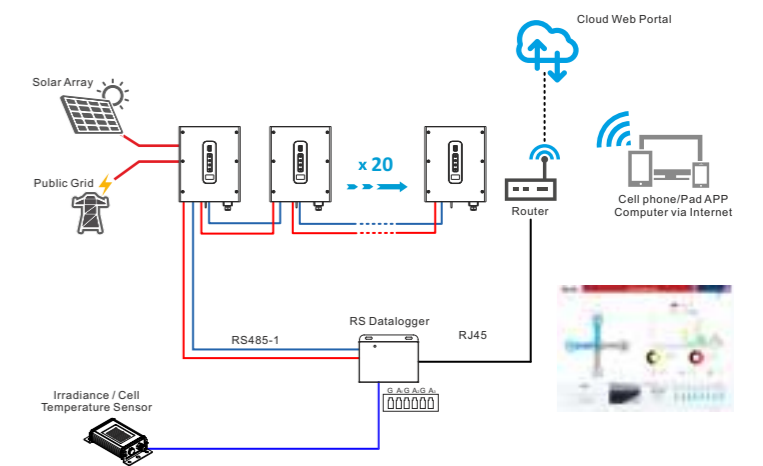 Cloud Web Portal
Solar Array
x 20
Public Grid
Router
Cell phone/Pad APP
Computer via Internet
RS Datalogger
RS485-1
RJ45
Irradiance / Cell
Temperature Sensor